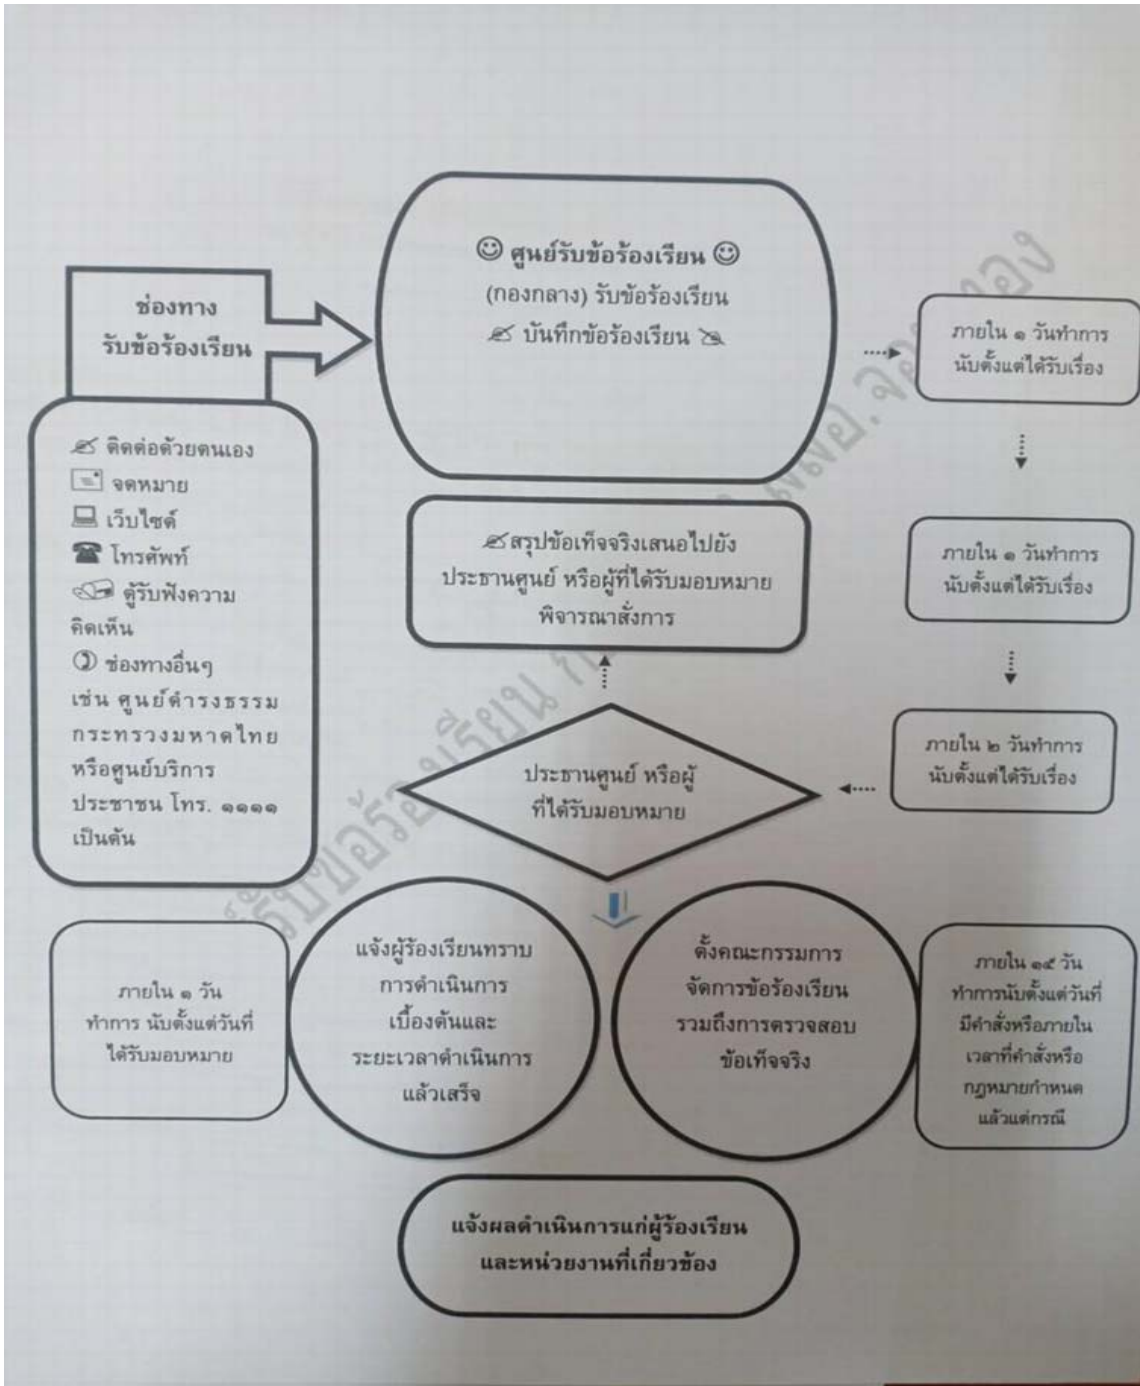 ช่องทาง
รับข้อร้องเรียน
ศูนย์รับข้อร้องเรียน
(กองกลาง) รับข้อร้องเรียน
บันทึกข้อร้องเรียน
ภายใน ๑ วันทำการ
นับตั้งแต่ได้รับเรื่อง
ติดต่อด้วยตนเอง
จดหมาย
เว็บไซต์
โทรศัพท์
ตู้รับฟังความ
คิดเห็น
ช่องทางอื่นๆ
เช่น ศูนย์ดำรงธรรม
กระทรวงมหาดไทย
หรือศูนย์บริการ
ประชาชน โทร. ๑๑๑๑
เป็นต้น
สรุปข้อเท็จจริงเสนอไปยัง
ประธานศูนย์ หรือผู้ที่ได้รับมอบหมาย
พิจารณาสั่งการ
ภายใน ๑ วันทำการ
นับตั้งแต่ได้รับเรื่อง
ประธานศูนย์ หรือผู้
ที่ได้รับมอบหมาย
ภายใน ๒ วันทำการ
นับตั้งแต่ได้รับเรื่อง
ภายใน ๑ วัน
ทำการ นับตั้งแต่วันที่
ได้รับมอบหมาย
แจ้งผู้ร้องเรียนทราบ
การดำเนินการ
เบื้องต้นและ
ระยะเวลาดำเนินการ
แล้วเสร็จ
ตั้งคณะกรรมการ
จัดการข้อร้องเรียน
รวมถึงการตรวจสอบ
ข้อเท็จจริง
ภายใน ๑๕ วัน
ทำการนับตั้งแต่วันที่
มีคำสั่งหรือภายใน
เวลาที่คำสั่งหรือ
กฎหมายกำหนด
แล้วแต่กรณี
แจ้งผลดำเนินการแก่ผู้ร้องเรียน
และหน่วยงานที่เกี่ยวข้อง